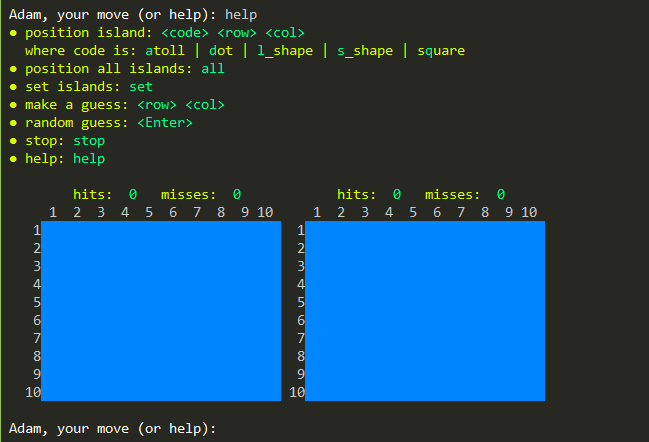 Adam, your move (or help): help
● position island: <code> <row> <col>
where code is: atoll | dot | l_shape | s_shape | square
● position all islands: all
● set islands: set
● make a guess: <row> <col>
● random guess: <Enter>
● stop: stop
● help: help
hits: 0 misses: 0 hits: 0 misses: 0
1 2 3 4 5 6 7 8 9 10 1 2 3 4 5 6 7 8 9 10
1 1
2 2
3 3
4 4
5 5
6 6
7 7
8 8
9 9
10 10
Adam, your move (or help):